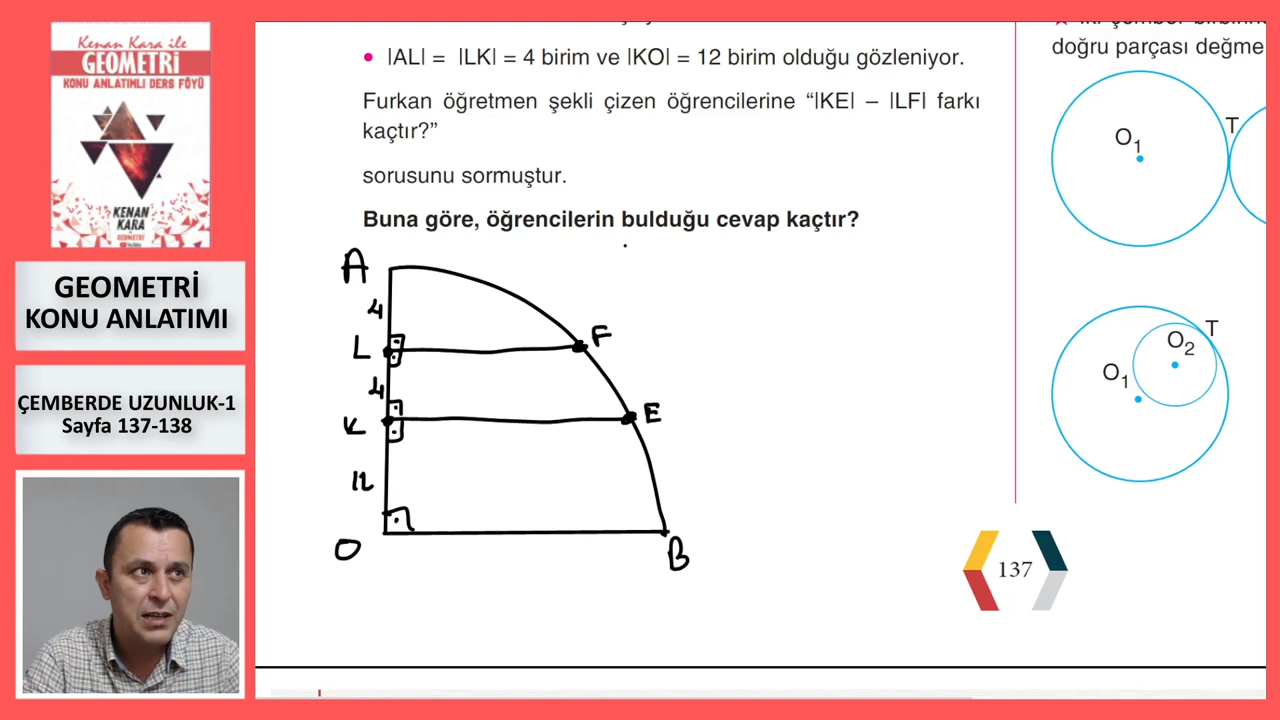 Kenan Kara ile
GEOMETRİ
KONU ANLATIMLI DERS FÖYÜ
KENAN
KARA
GEOMETRİ
KONU ANLATIMI
ÇEMBERDE UZUNLUK-1
Sayfa 137-138
• |AL| = |LK| = 4 birim ve |KO| = 12 birim olduğu gözleniyor.
Furkan öğretmen şekli çizen öğrencilerine “|KE| – |LF| farkı
kaçtır?”
sorusunu sormuştur.
Buna göre, öğrencilerin bulduğu cevap kaçtır?
A
4
L
F
4
K
E
12
O
B
doğru parçası değme
T
O1
T
O2
O1
137